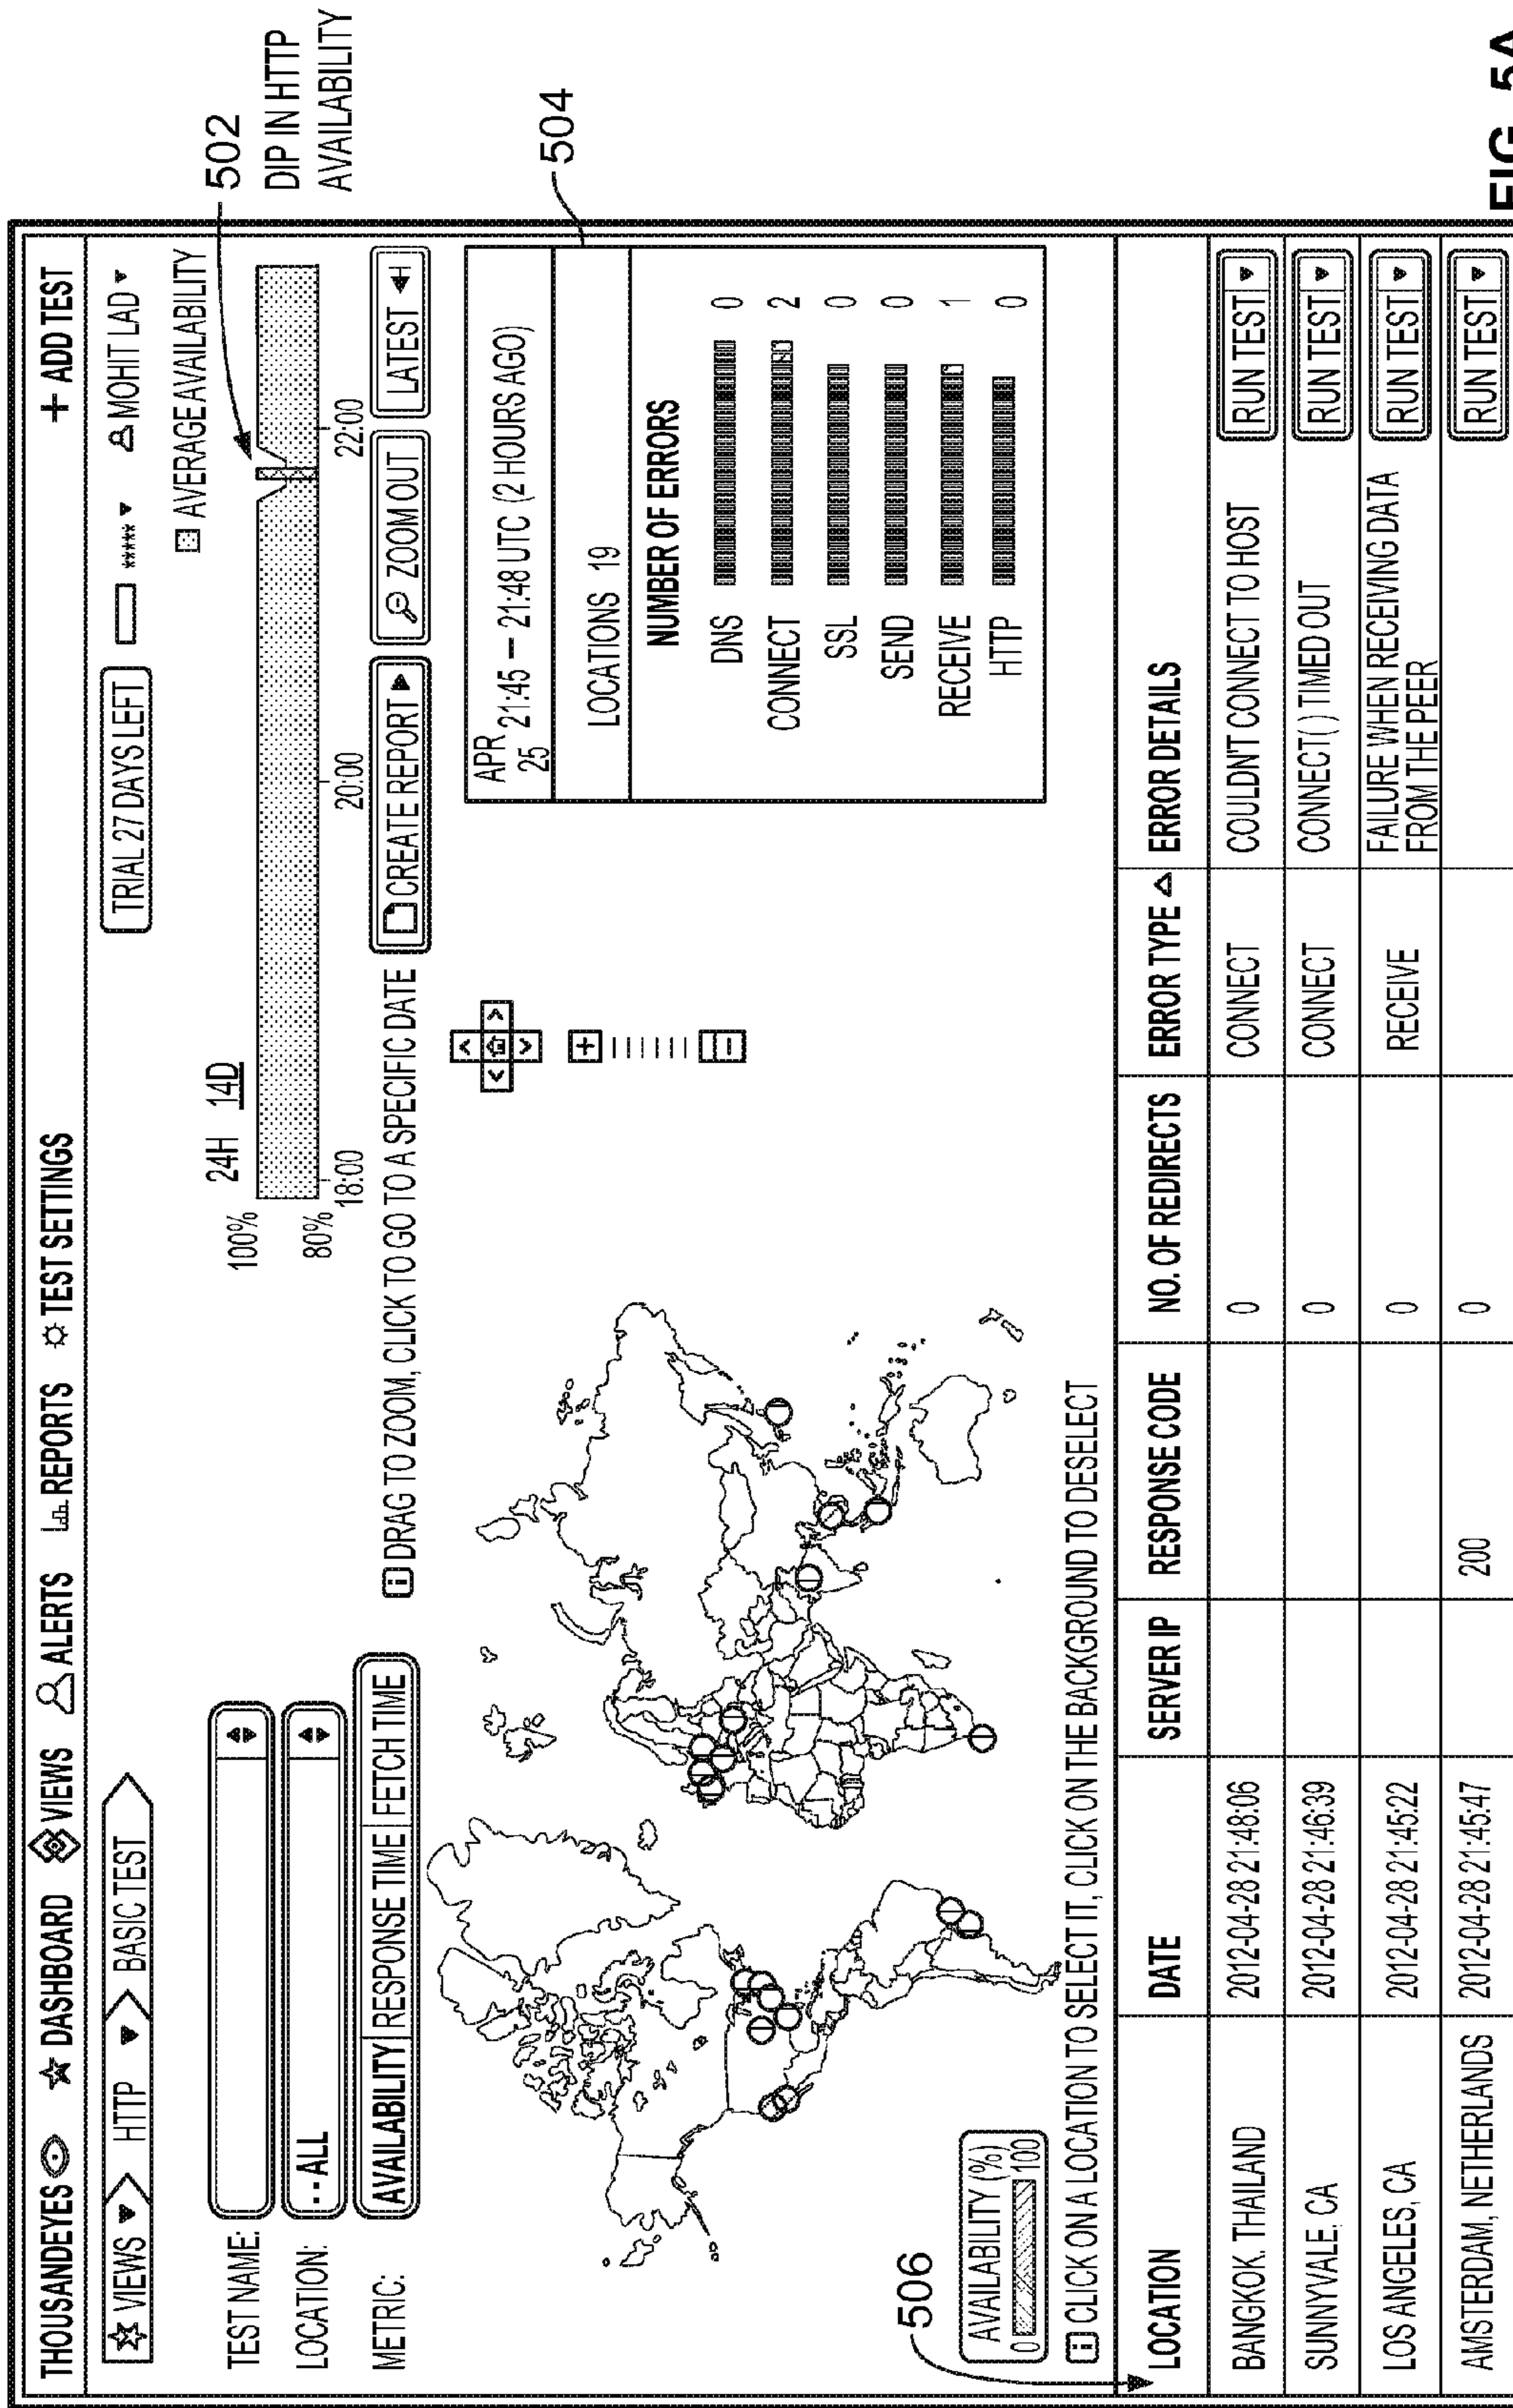 THOUSANDEYES ★ DASHBOARD VIEWS ALERTS REPORTS TEST SETTINGS + ADD TEST
VIEWS ▼ HTTP ▼ BASIC TEST TRIAL 27 DAYS LEFT ***** ▼ MOHIT LAD ▼
AVERAGE AVAILABILITY
502
DIP IN HTTP
AVAILABILITY
TEST NAME:
24H 14D
100%
80%
18:00 20:00 22:00
LOCATION: --ALL
METRIC: AVAILABILITY RESPONSE TIME FETCH TIME
i DRAG TO ZOOM, CLICK TO GO TO A SPECIFIC DATE
CREATE REPORT ▶ ZOOM OUT LATEST
504
APR
25 21:45 — 21:48 UTC (2 HOURS AGO)
LOCATIONS 19
NUMBER OF ERRORS
DNS 0
CONNECT 2
SSL 0
SEND 0
RECEIVE 1
HTTP 0
506
AVAILABILITY (%)
0 100
i CLICK ON A LOCATION TO SELECT IT, CLICK ON THE BACKGROUND TO DESELECT
LOCATION DATE SERVER IP RESPONSE CODE NO. OF REDIRECTS ERROR TYPE △ ERROR DETAILS
BANGKOK. THAILAND 2012-04-28 21:48:06 0 CONNECT COULDN'T CONNECT TO HOST RUN TEST ▼
SUNNYVALE, CA 2012-04-28 21:46:39 0 CONNECT CONNECT( ) TIMED OUT RUN TEST ▼
LOS ANGELES, CA 2012-04-28 21:45:22 0 RECEIVE FAILURE WHEN RECEIVING DATA
FROM THE PEER RUN TEST ▼
AMSTERDAM, NETHERLANDS 2012-04-28 21:45:47 200 0 RUN TEST ▼
FIG. 5A